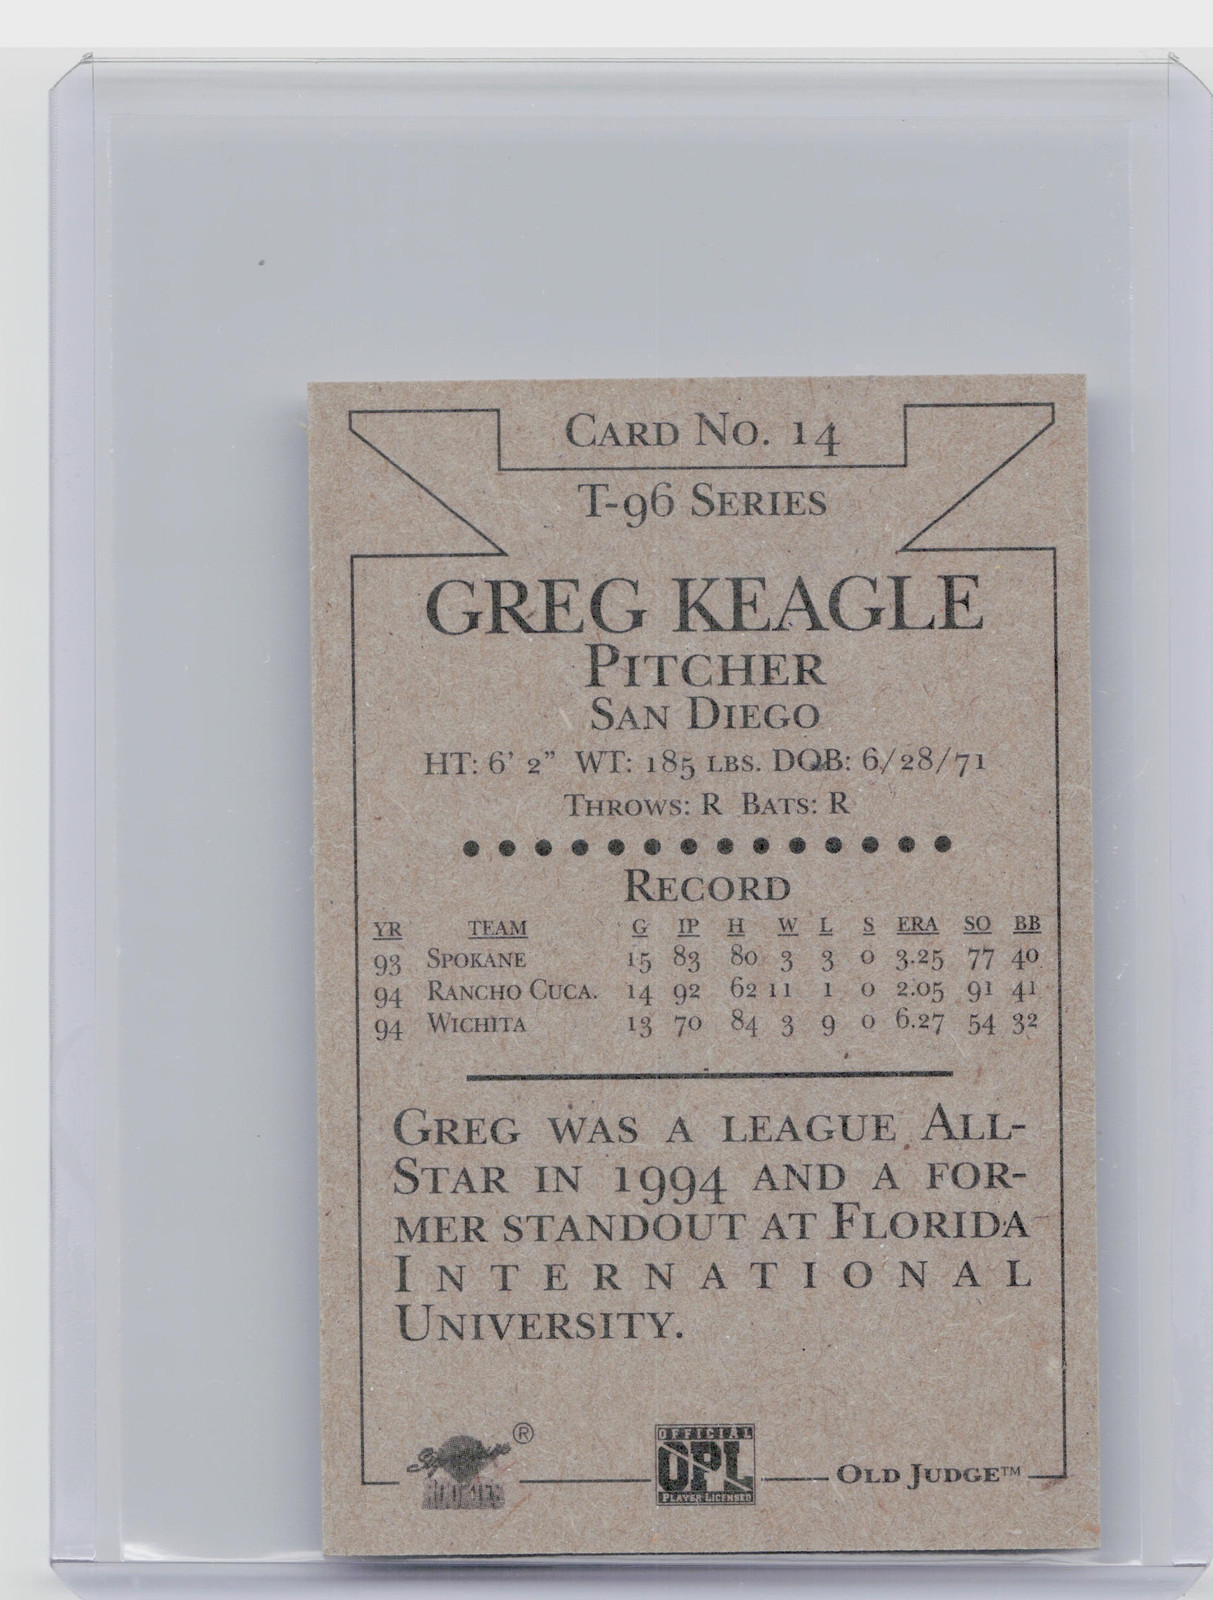 Card No. 14
T-96 Series
GREG KEAGLE
Pitcher
San Diego
HT: 6' 2" WT: 185 lbs. DOB: 6/28/71
Throws: R Bats: R
Record
YR TEAM G IP H W L S ERA SO BB
93 Spokane 15 83 80 3 3 0 3.25 77 40
94 Rancho Cuca. 14 92 62 11 1 0 2.05 91 41
94 Wichita 13 70 84 3 9 0 6.27 54 32
Greg was a league All-
Star in 1994 and a for-
mer standout at Florida
International
University.
Signature Rookies ®
OFFICIAL
OPL
PLAYER LICENSED
Old Judge™